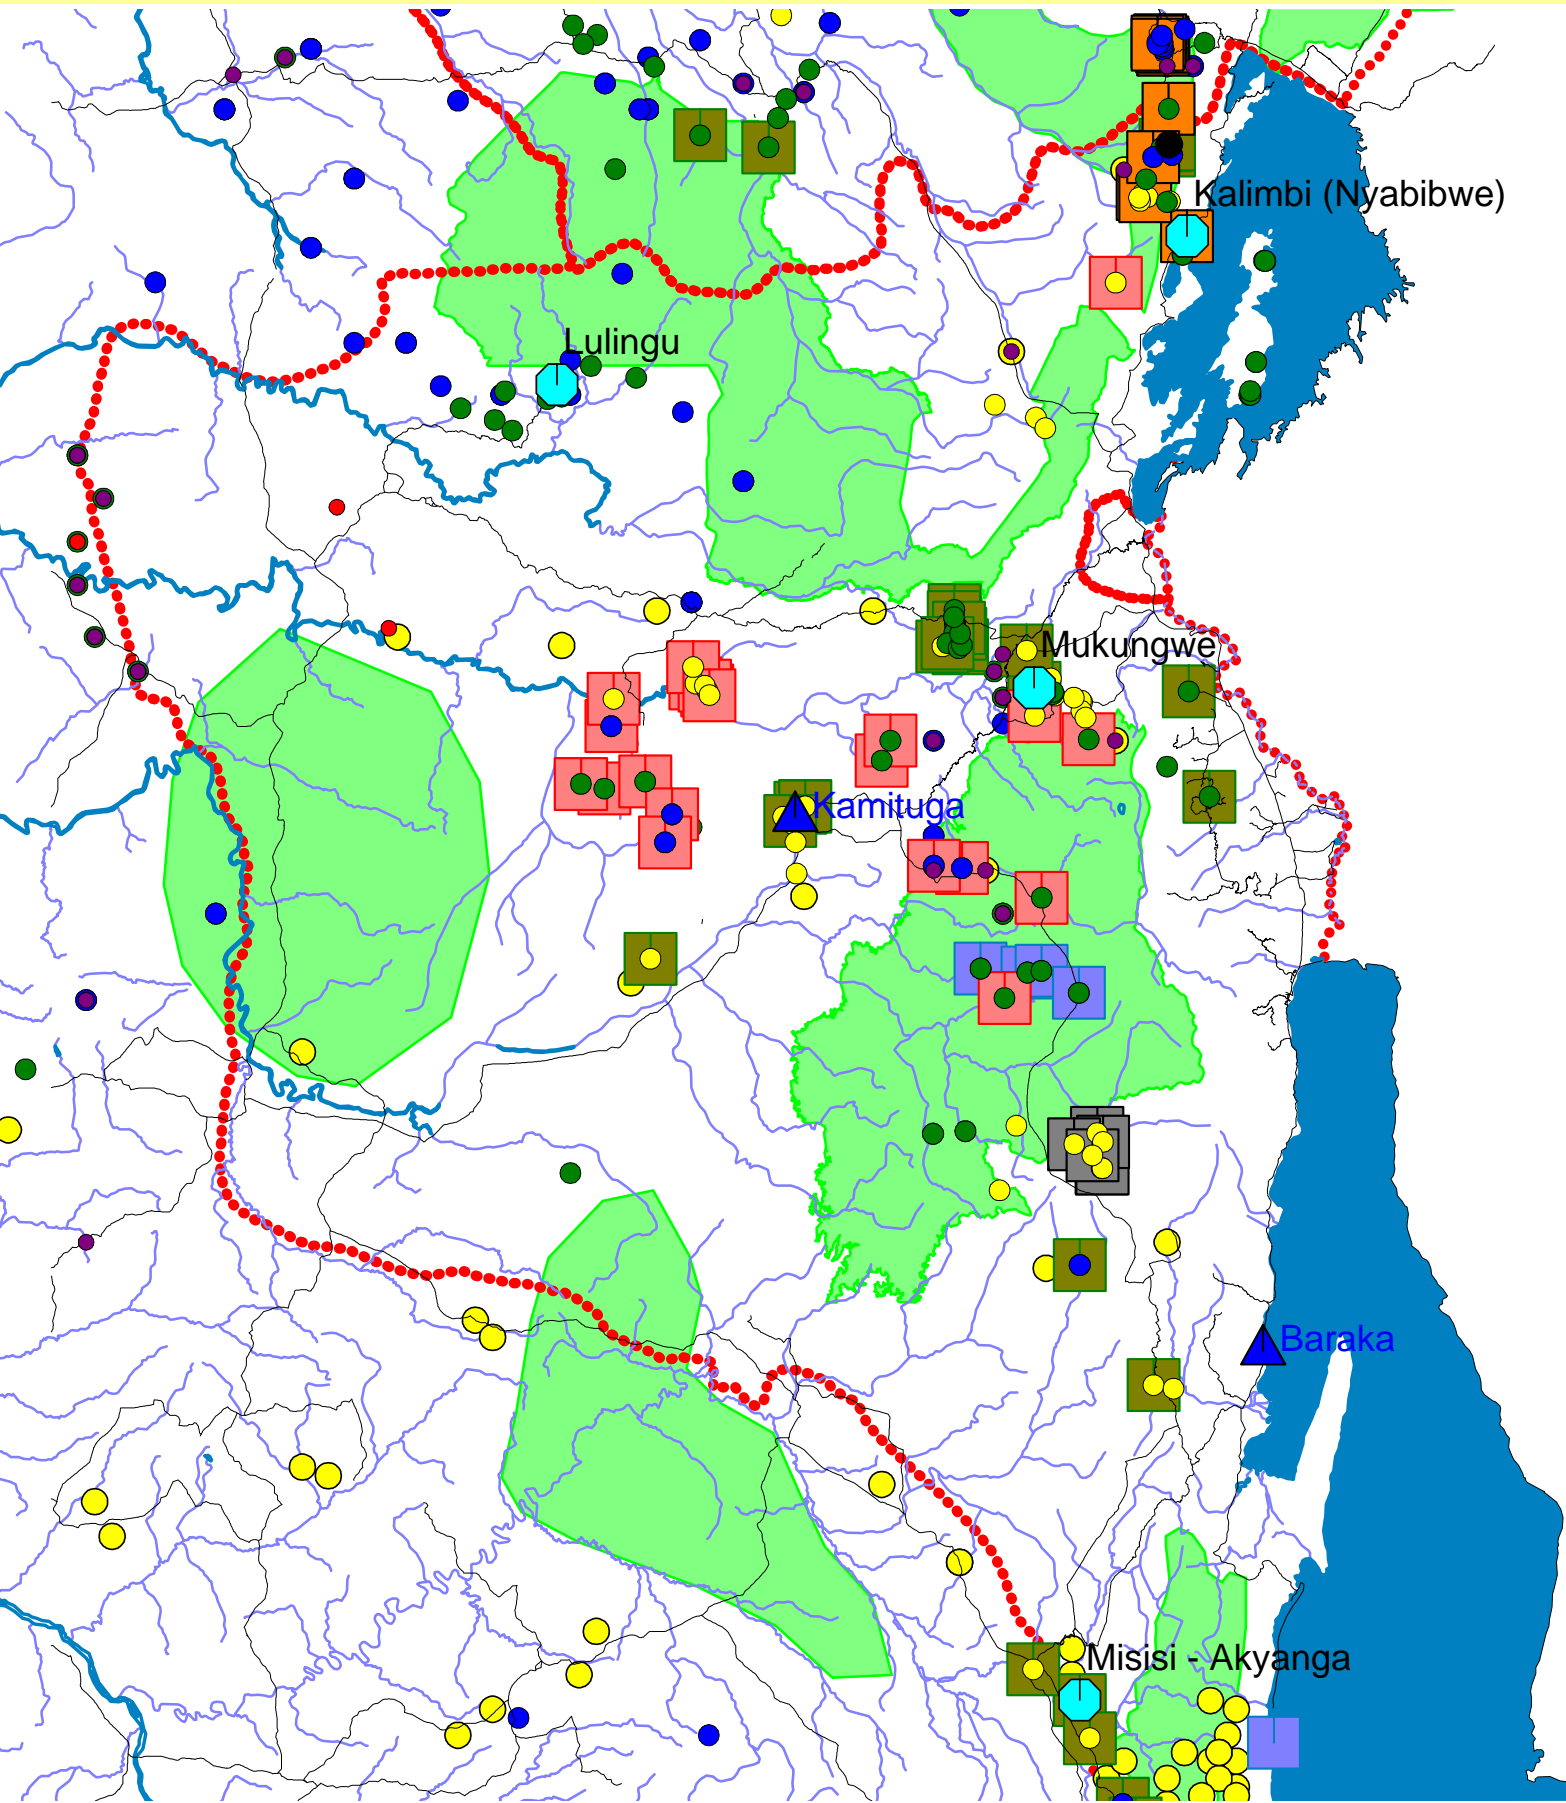 Kalimbi (Nyabibwe)
Lulingu
Mukungwe
Kamituga
Baraka
Misisi - Akyanga